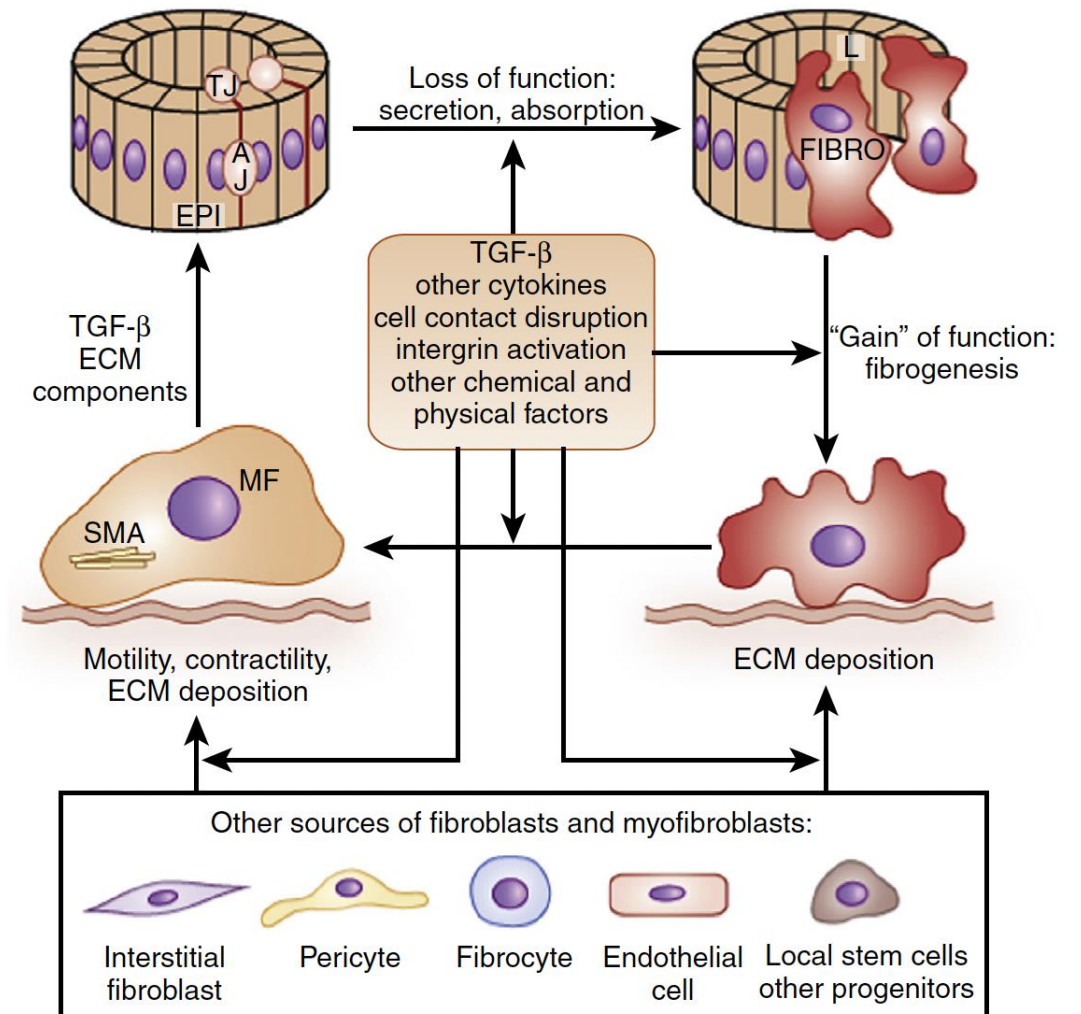 TJ
A
J
EPI
Loss of function:
secretion, absorption
L
FIBRO
TGF-β
other cytokines
cell contact disruption
intergrin activation
other chemical and
physical factors
TGF-β
ECM
components
“Gain” of function:
fibrogenesis
MF
SMA
Motility, contractility,
ECM deposition
ECM deposition
Other sources of fibroblasts and myofibroblasts:
Interstitial
fibroblast
Pericyte
Fibrocyte
Endothelial
cell
Local stem cells
other progenitors